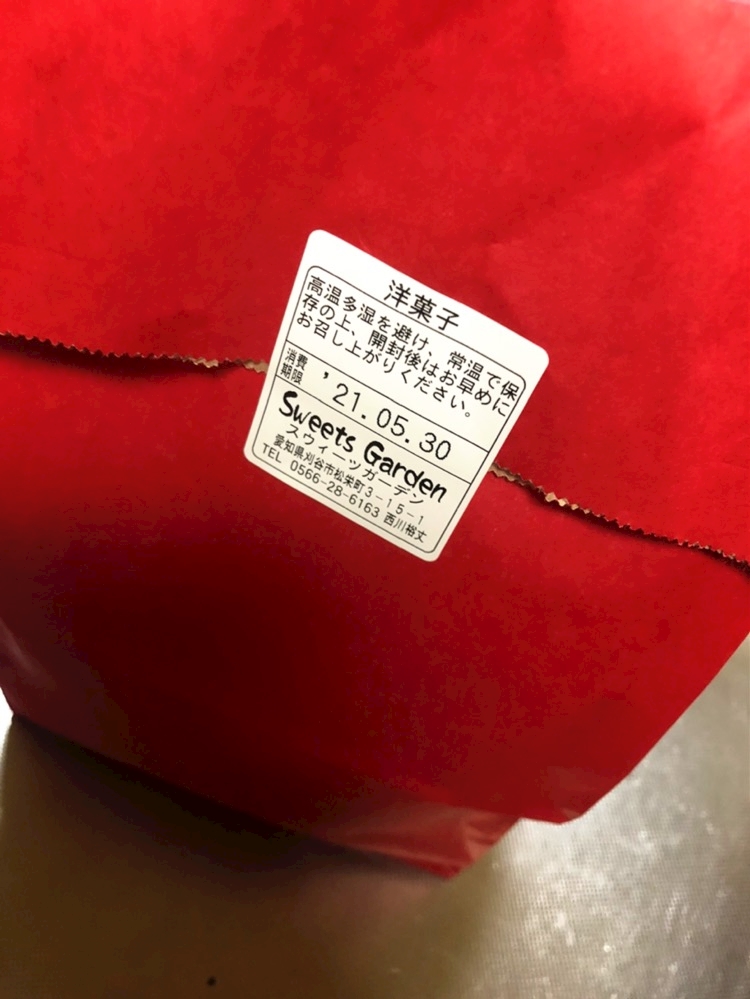 洋菓子
高温多湿を避け、常温で保
存の上、開封後はお早めに
お召し上がりください。
消費
期限
'21.05.30
Sweets Garden
スウィーツガーデン
愛知県刈谷市松栄町3-15-1
TEL 0566-28-6163 西川裕丈